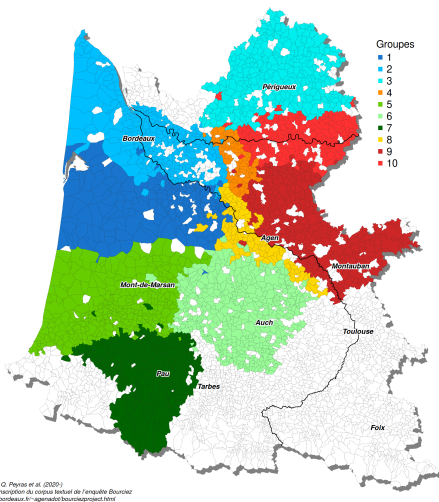 Groupes
1
2
3
4
5
6
7
8
9
10
Périgueux
Bordeaux
Agen
Montauban
Mont-de-Marsan
Auch
Toulouse
Pau
Tarbes
Foix
Q. Peyras et al. (2020-)
nscription du corpus textuel de l'enquête Bourciez
bordeaux.fr/~agenadot/bourciezproject.html